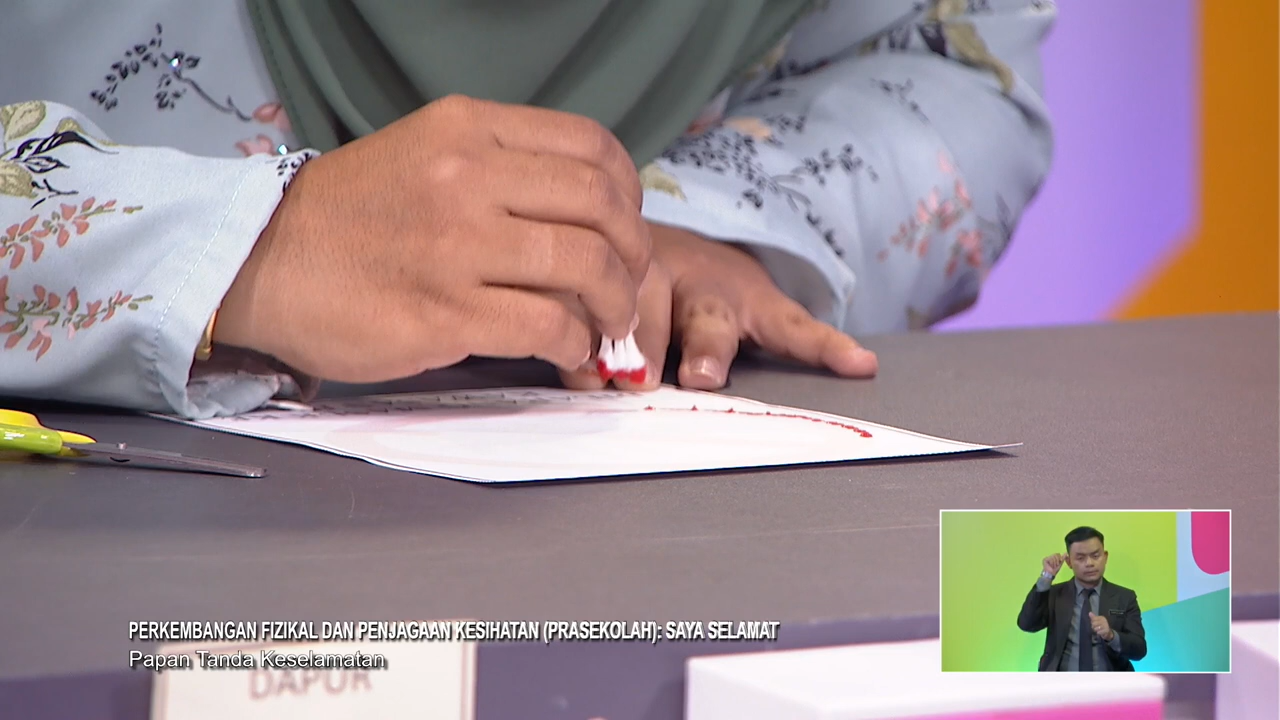 PERKEMBANGAN FIZIKAL DAN PENJAGAAN KESIHATAN (PRASEKOLAH): SAYA SELAMAT
Papan Tanda Keselamatan
DAPUR